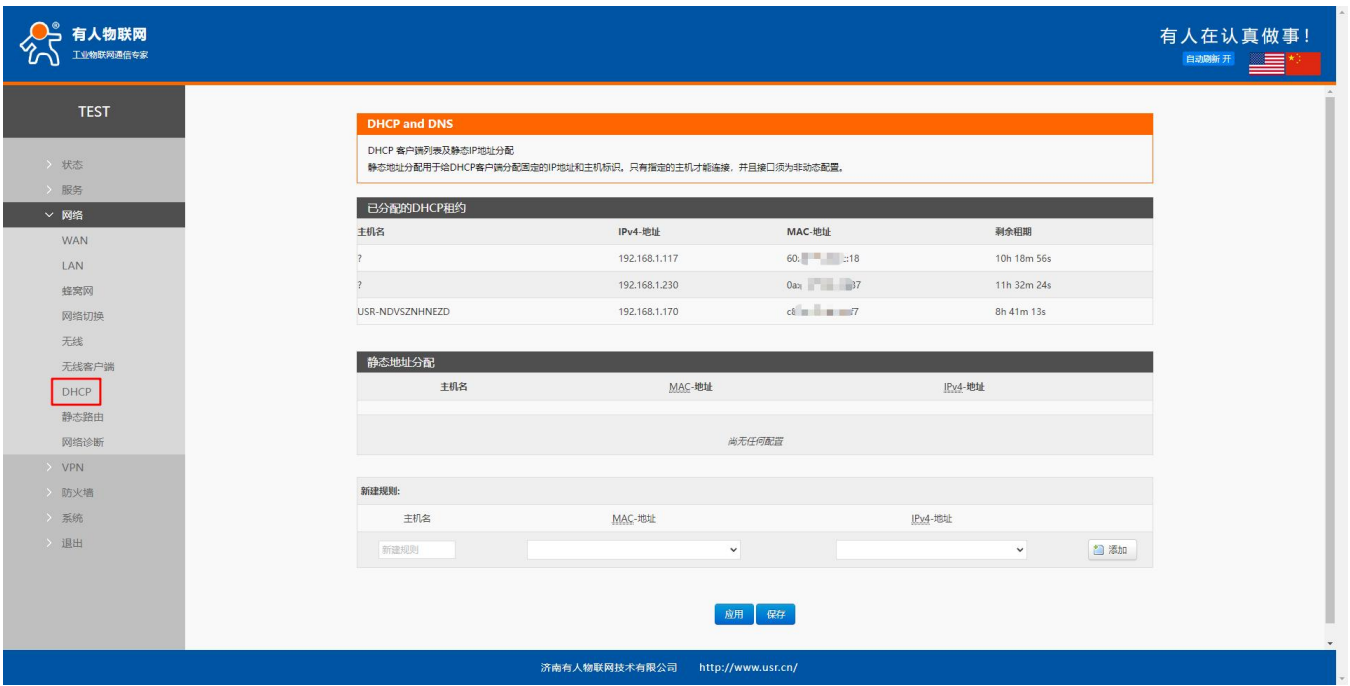 有人物联网
®
工业物联网通信专家
有人在认真做事！
自动刷新 开
TEST
状态
服务
网络
WAN
LAN
蜂窝网
网络切换
无线
无线客户端
DHCP
静态路由
网络诊断
VPN
防火墙
系统
退出
DHCP and DNS
DHCP 客户端列表及静态IP地址分配
静态地址分配用于给DHCP客户端分配固定的IP地址和主机标识。只有指定的主机才能连接，并且接口须为非动态配置。
已分配的DHCP租约
主机名 IPv4-地址 MAC-地址 剩余租期
? 192.168.1.117 60: :18 10h 18m 56s
? 192.168.1.230 0a: 37 11h 32m 24s
USR-NDVSZNHNEZD 192.168.1.170 c8 f7 8h 41m 13s
静态地址分配
主机名 MAC-地址 IPv4-地址
尚无任何配置
新建规则:
主机名 MAC-地址 IPv4-地址
新建规则 添加
应用 保存
济南有人物联网技术有限公司 http://www.usr.cn/